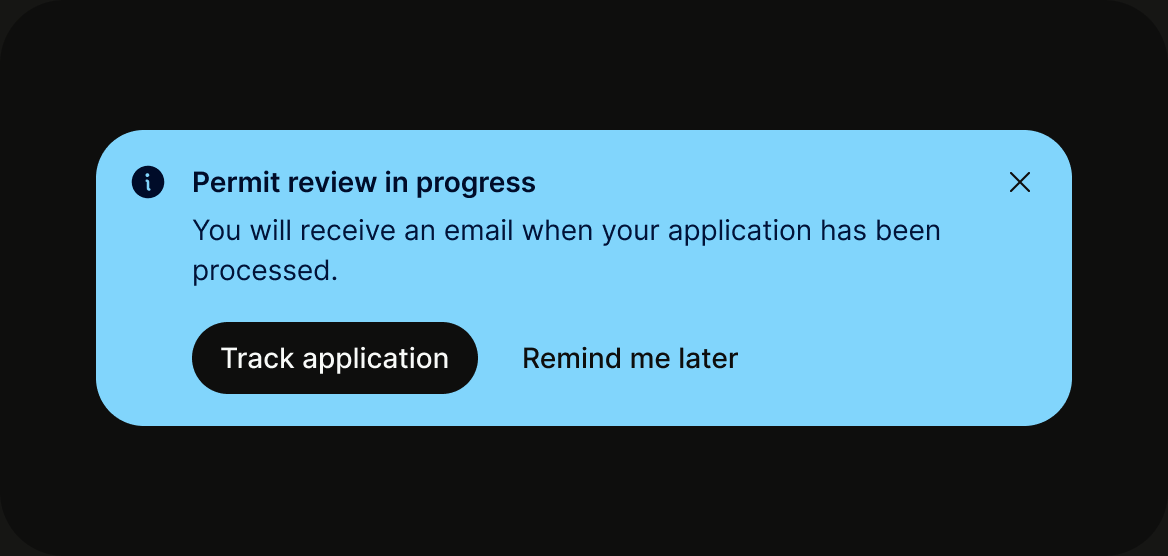 Permit review in progress
You will receive an email when your application has been
processed.
Track application
Remind me later